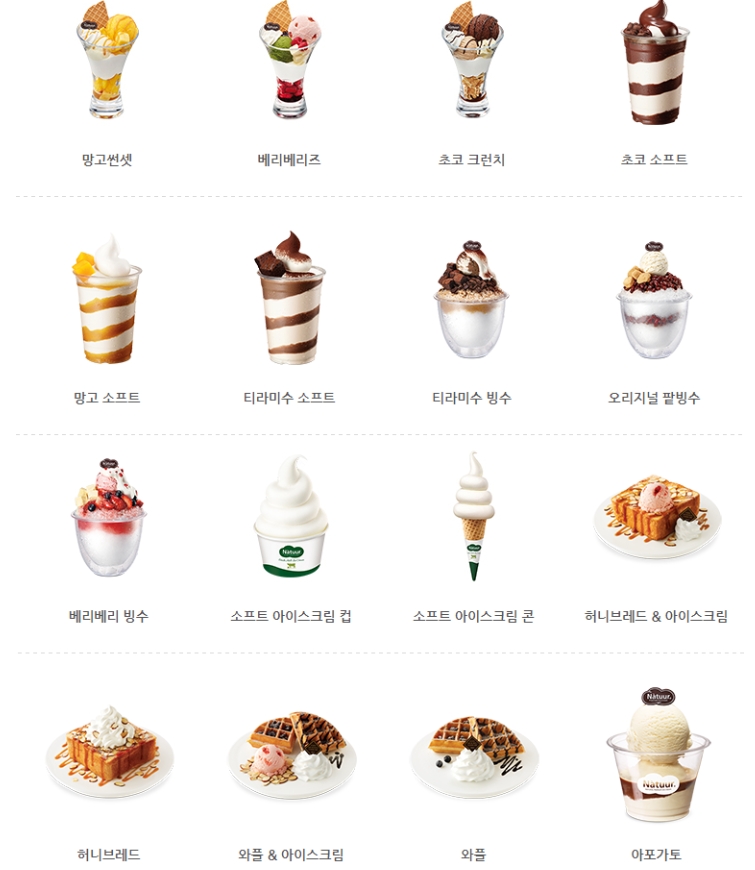 망고썬셋
베리베리즈
초코 크런치
초코 소프트
망고 소프트
티라미수 소프트
티라미수 빙수
오리지널 팥빙수
Natuur
Natuur
베리베리 빙수
소프트 아이스크림 컵
소프트 아이스크림 콘
허니브레드 & 아이스크림
Natuur.
Natuur.
허니브레드
와플 & 아이스크림
와플
아포가토